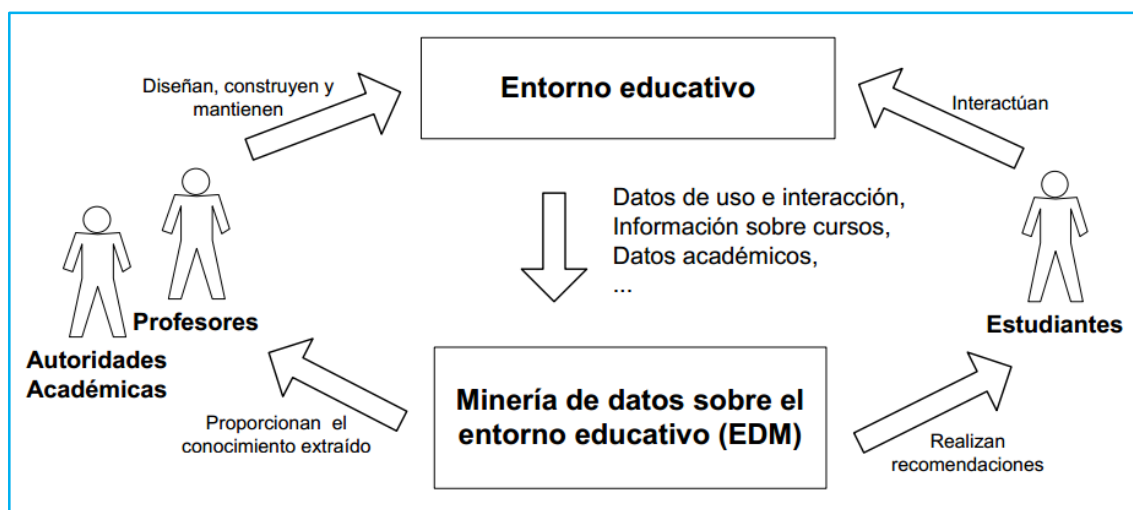 Diseñan, construyen y
mantienen
Entorno educativo
Interactúan
Datos de uso e interacción,
Información sobre cursos,
Datos académicos,
...
Profesores
Autoridades
Académicas
Estudiantes
Proporcionan el
conocimiento extraído
Minería de datos sobre el
entorno educativo (EDM)
Realizan
recomendaciones